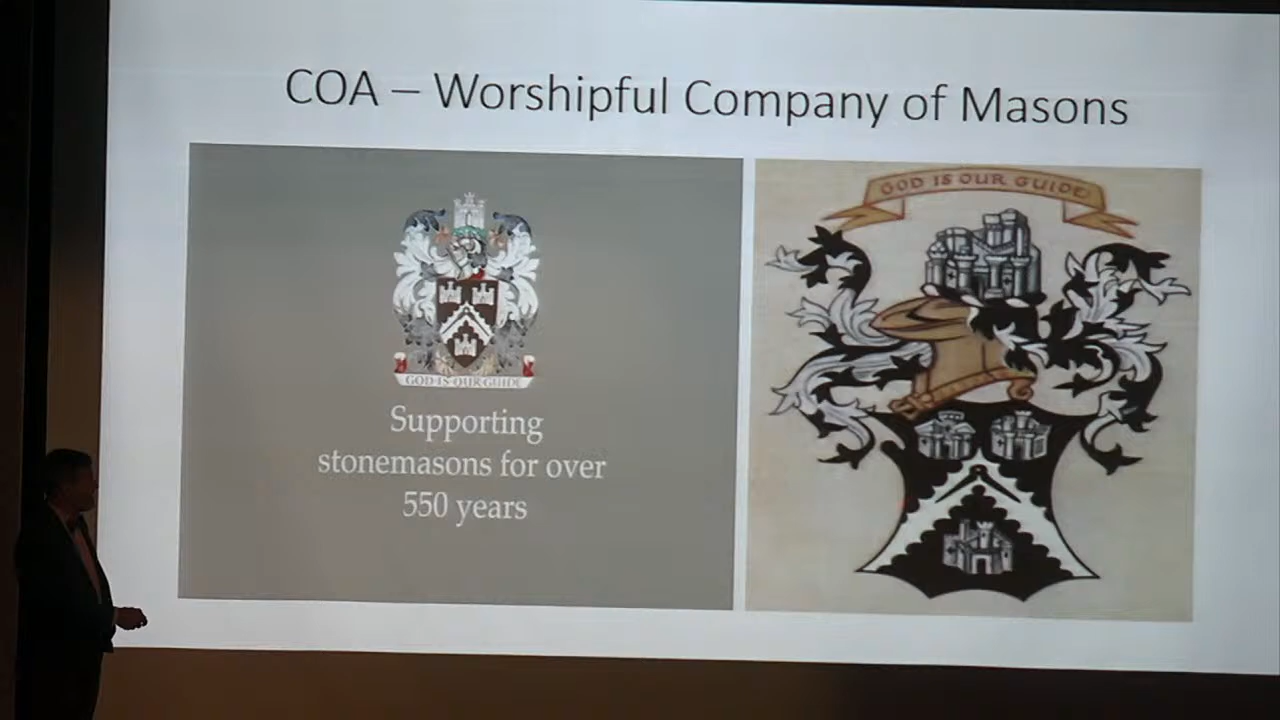 COA – Worshipful Company of Masons
GOD IS OUR GUIDE
Supporting
stonemasons for over
550 years
GOD IS OUR GUIDE